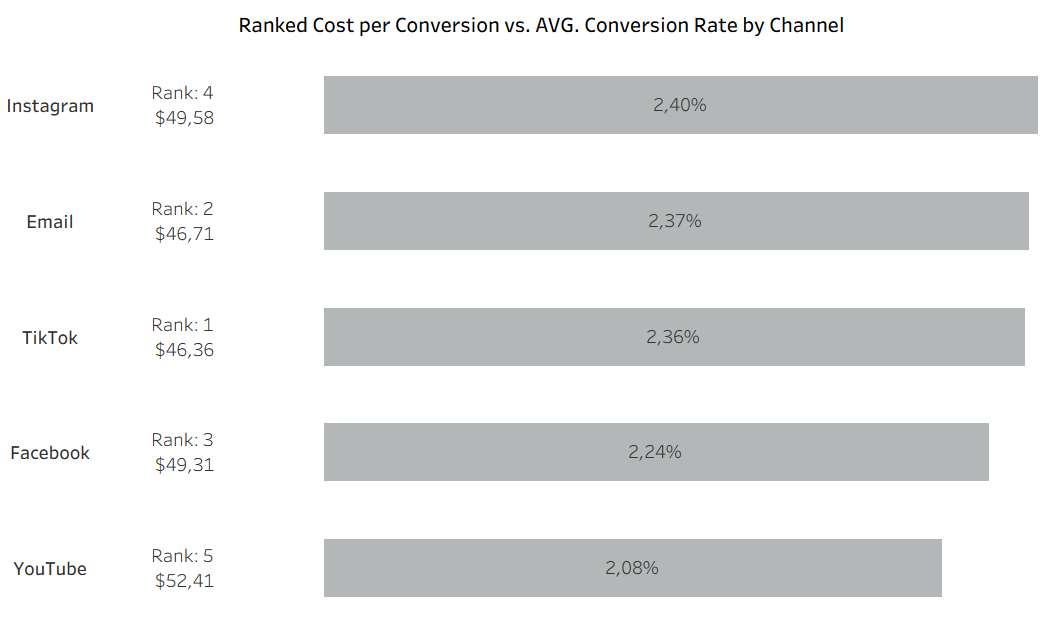 Ranked Cost per Conversion vs. AVG. Conversion Rate by Channel
Instagram
Rank: 4
$49,58
2,40%
Email
Rank: 2
$46,71
2,37%
TikTok
Rank: 1
$46,36
2,36%
Facebook
Rank: 3
$49,31
2,24%
YouTube
Rank: 5
$52,41
2,08%